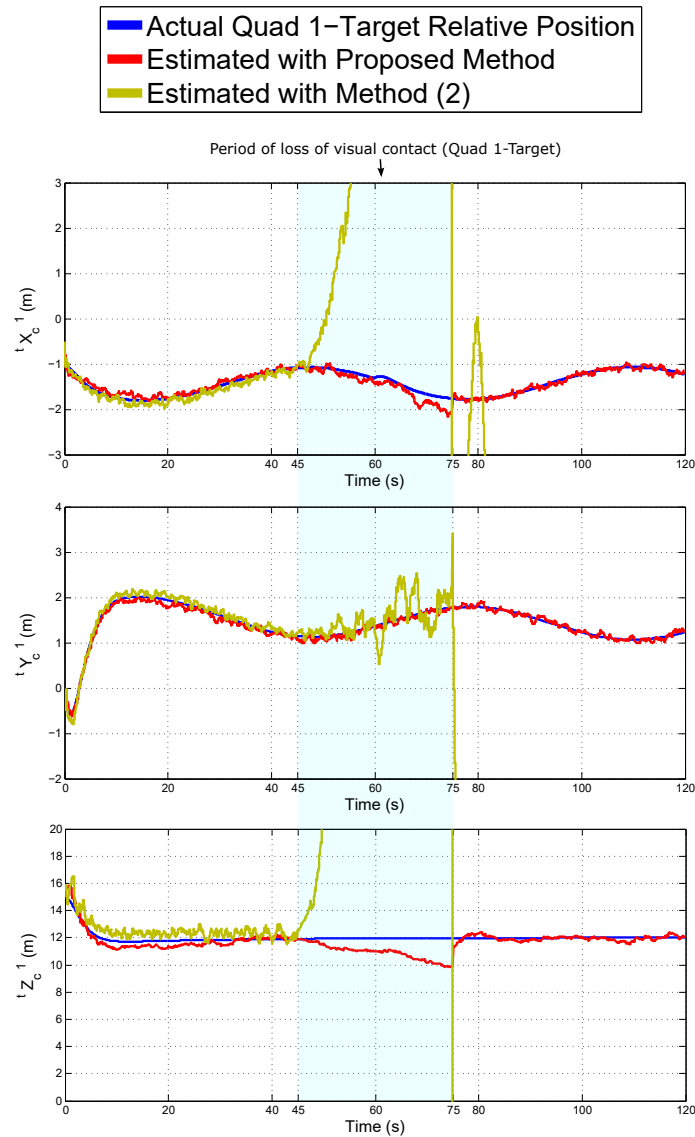 Actual Quad 1−Target Relative Position
Estimated with Proposed Method
Estimated with Method (2)
Period of loss of visual contact (Quad 1-Target)
3
2
1
0
−1
−2
−3
t X c 1 (m)
0 20 40 45 60 75 80 100 120
Time (s)
4
3
2
1
0
−1
−2
t Y c 1 (m)
0 20 40 45 60 75 80 100 120
Time (s)
20
18
16
14
12
10
8
6
4
2
0
t Z c 1 (m)
0 20 40 45 60 75 80 100 120
Time (s)